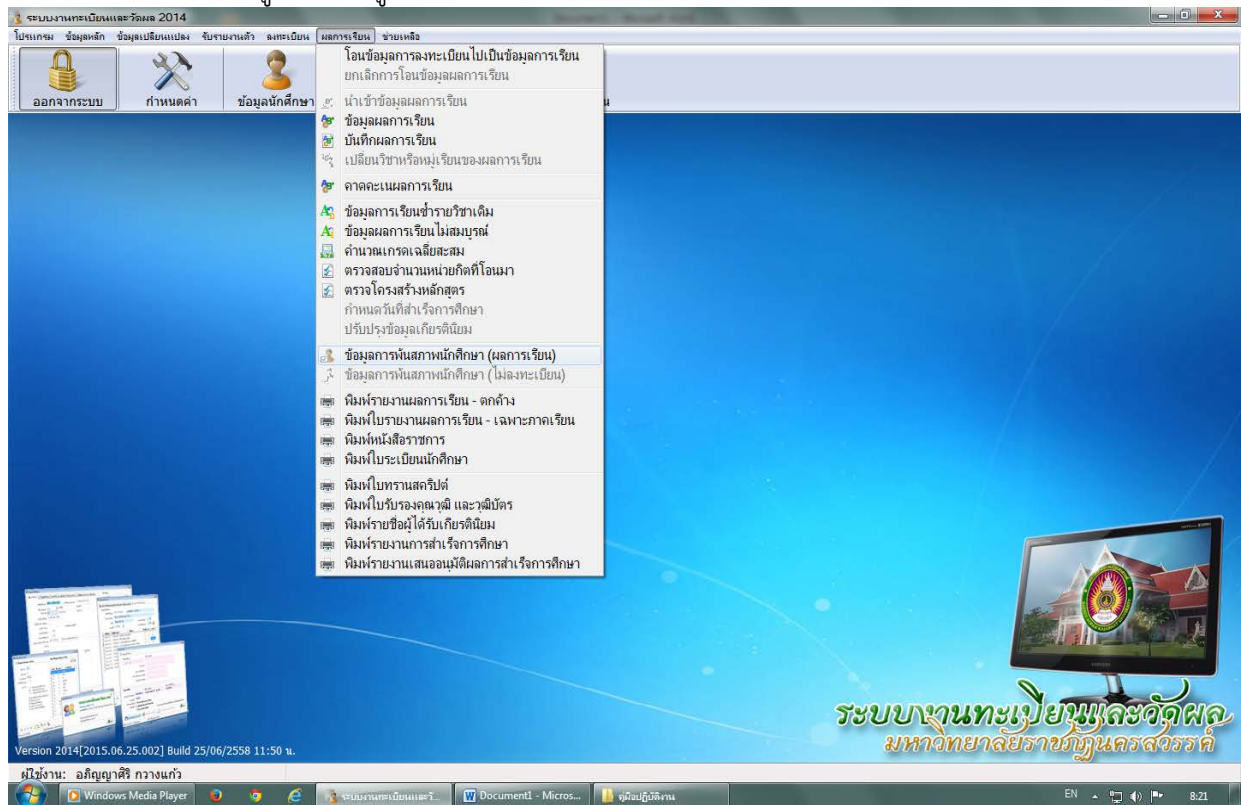 ระบบงานทะเบียนและวัดผล 2014
โปรแกรม ข้อมูลหลัก ข้อมูลเปลี่ยนแปลง รับรายงานตัว ลงทะเบียน ผลการเรียน ช่วยเหลือ
ออกจากระบบ กำหนดค่า ข้อมูลนักศึกษา
โอนข้อมูลการลงทะเบียนไปเป็นข้อมูลการเรียน
ยกเลิกการโอนข้อมูลผลการเรียน
นำเข้าข้อมูลผลการเรียน
ข้อมูลผลการเรียน
บันทึกผลการเรียน
เปลี่ยนวิชาหรือหมู่เรียนของผลการเรียน
คาดคะเนผลการเรียน
ข้อมูลการเรียนซ้ำรายวิชาเดิม
ข้อมูลผลการเรียนไม่สมบูรณ์
คำนวณเกรดเฉลี่ยสะสม
ตรวจสอบจำนวนหน่วยกิตที่โอนมา
ตรวจโครงสร้างหลักสูตร
กำหนดวันที่สำเร็จการศึกษา
ปรับปรุงข้อมูลเกียรตินิยม
ข้อมูลการพ้นสภาพนักศึกษา (ผลการเรียน)
ข้อมูลการพ้นสภาพนักศึกษา (ไม่ลงทะเบียน)
พิมพ์รายงานผลการเรียน - ตกค้าง
พิมพ์ใบรายงานผลการเรียน - เฉพาะภาคเรียน
พิมพ์หนังสือราชการ
พิมพ์ใบระเบียนนักศึกษา
พิมพ์ใบทรานสคริปต์
พิมพ์ใบรับรองคุณวุฒิ และวุฒิบัตร
พิมพ์รายชื่อผู้ได้รับเกียรตินิยม
พิมพ์รายงานการสำเร็จการศึกษา
พิมพ์รายงานเสนออนุมัติผลการสำเร็จการศึกษา
ระบบงานทะเบียนและวัดผล
มหาวิทยาลัยราชภัฏนครสวรรค์
Version 2014[2015.06.25.002] Build 25/06/2558 11:50 น.
ผู้ใช้งาน: อภิญญาศิริ กวางแก้ว
Windows Media Player ระบบงานทะเบียนและวั... Document1 - Micros... คู่มือปฏิบัติงาน EN 8:21